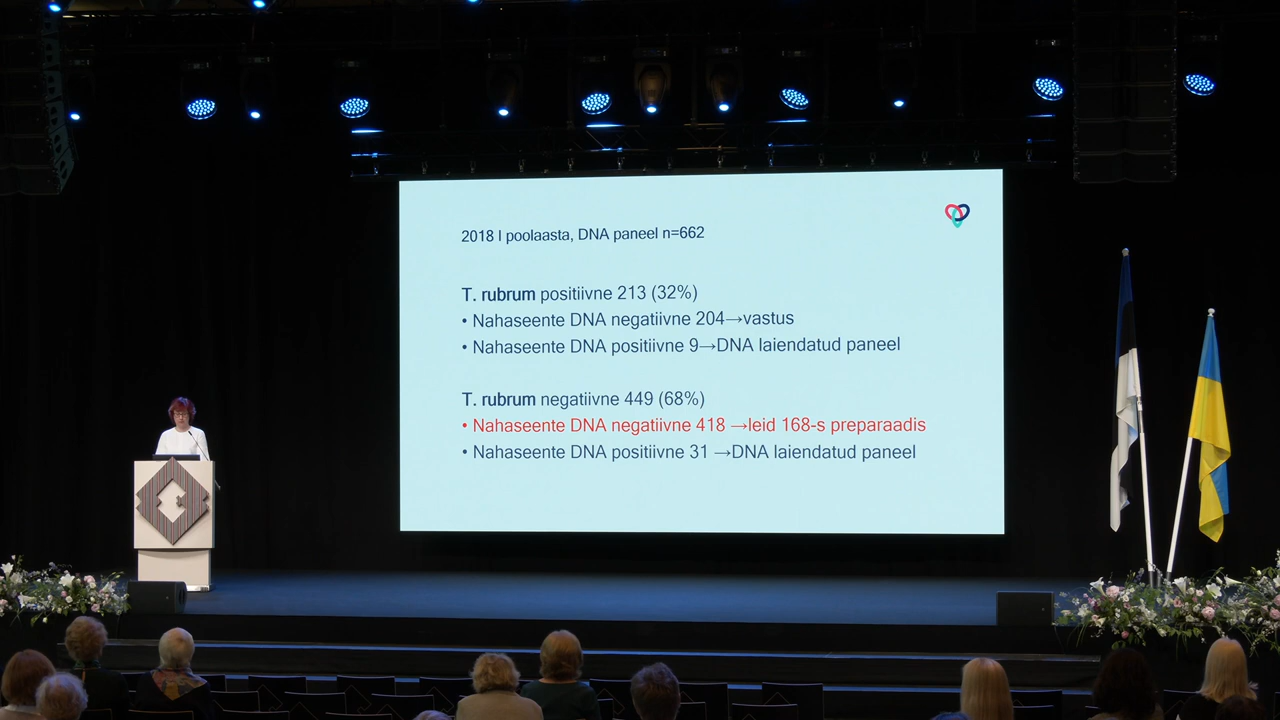 2018 I poolaasta, DNA paneel n=662
T. rubrum positiivne 213 (32%)
• Nahaseente DNA negatiivne 204→vastus
• Nahaseente DNA positiivne 9→DNA laiendatud paneel
T. rubrum negatiivne 449 (68%)
• Nahaseente DNA negatiivne 418 →leid 168-s preparaadis
• Nahaseente DNA positiivne 31 →DNA laiendatud paneel